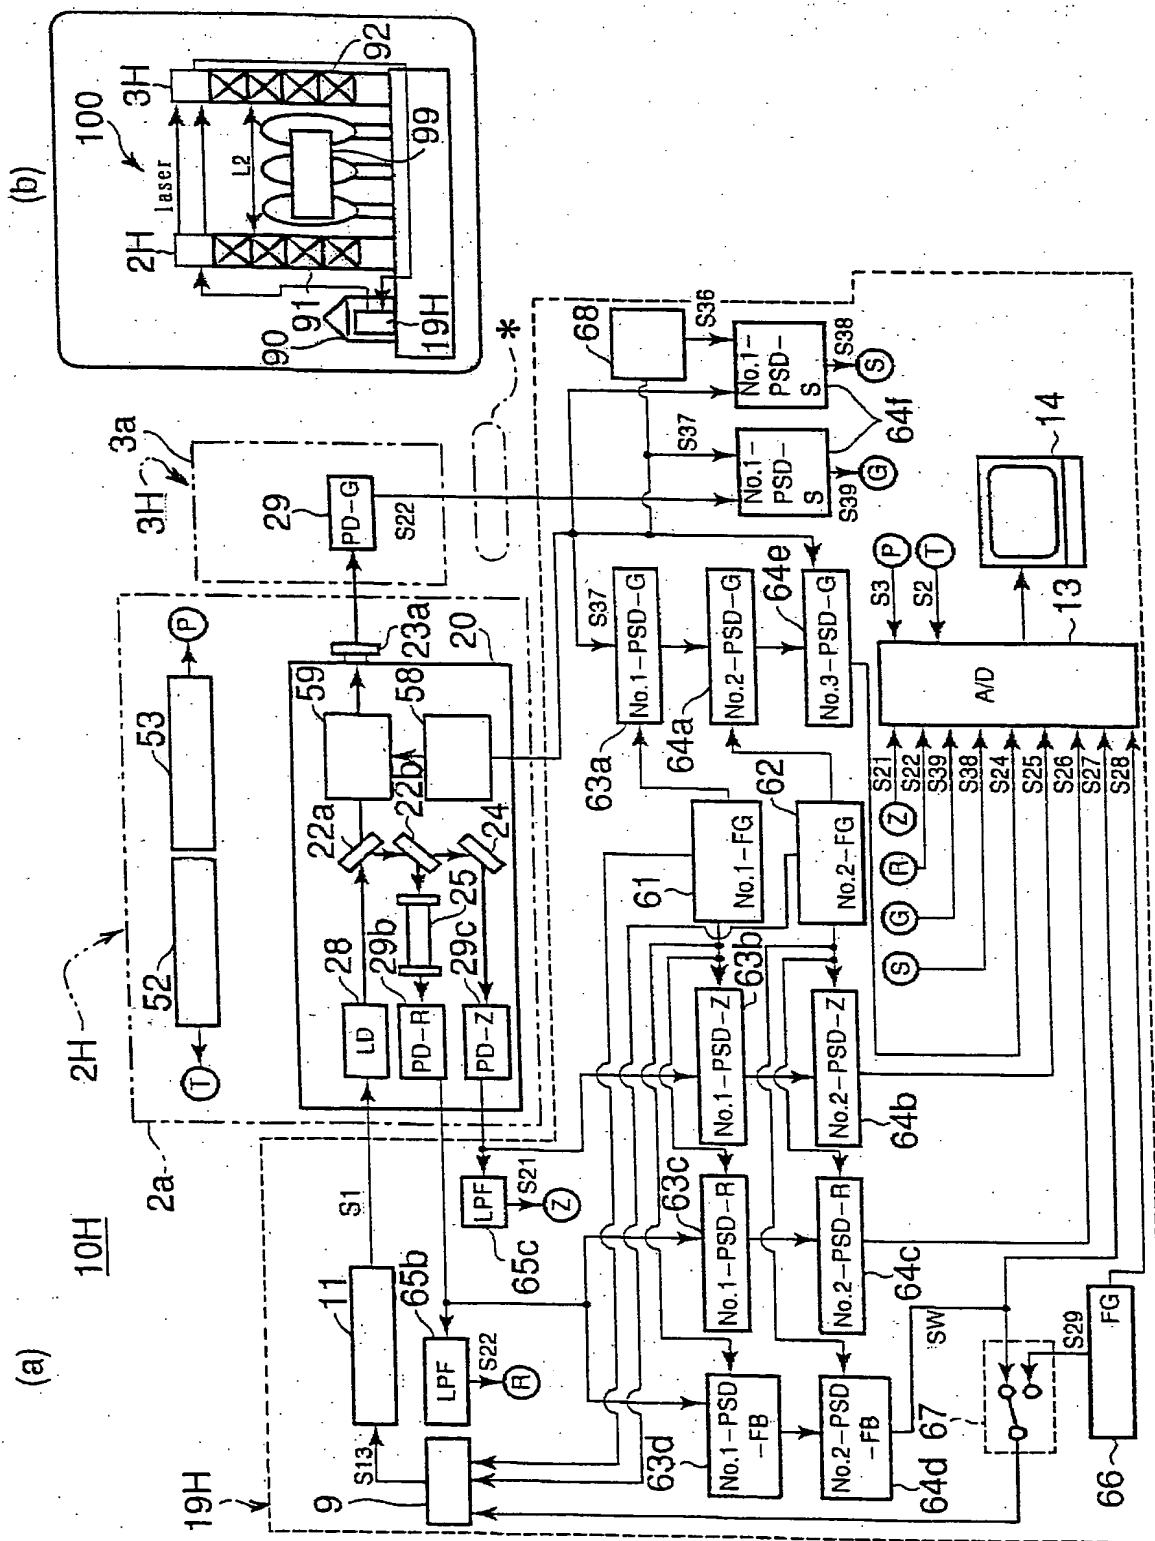 10H
(a)
19H
9
S13
11
S1
65b
LPF
S22
R
65c
LPF
S21
Z
2H
2a
T
52
53
P
20
28
LD
29b
PD-R
29c
PD-Z
25
22a
22b
24
59
58
23a
3H
3a
29
PD-G
S22
*
(b)
100
laser
2H
3H
L2
90
91
92
99
19H
68
S36
S37
No.1-
PSD-
S
S38
S
No.1-
PSD-
S
S39
G
64f
S37
63a
No.1-PSD-G
64a
No.2-PSD-G
64e
No.3-PSD-G
61
No.1-FG
62
No.2-FG
63b
No.1-PSD-Z
64b
No.2-PSD-Z
63c
No.1-PSD-R
64c
No.2-PSD-R
63d
No.1-PSD
-FB
64d
No.2-PSD
-FB
SW
67
S29
66
FG
S
G
R
Z
S21
S22
S39
S38
S24
S25
S26
S27
S28
A/D
13
S3
P
S2
T
14